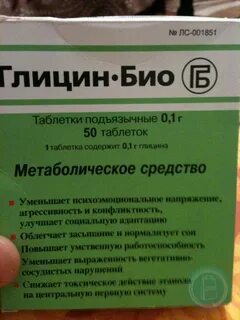 № ЛС-001851
Глицин·Био ГБ
Таблетки подъязычные 0,1 г
50 таблеток
1 таблетка содержит 0,1 г глицина
Метаболическое средство
Уменьшает психоэмоциональное напряжение,
агрессивность и конфликтность,
улучшает социальную адаптацию
Облегчает засыпание и нормализует сон
Повышает умственную работоспособность
Уменьшает выраженность вегетативно-
сосудистых нарушений
Снижает токсическое действие этанола
на центральную нервную систему